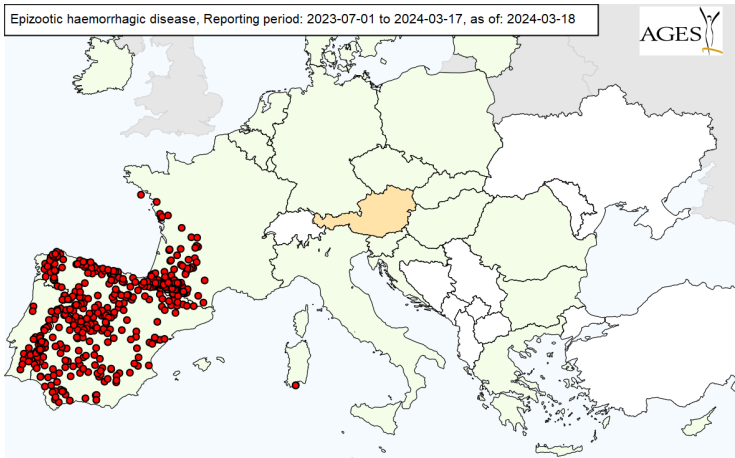 Epizootic haemorrhagic disease, Reporting period: 2023-07-01 to 2024-03-17, as of: 2024-03-18
AGES